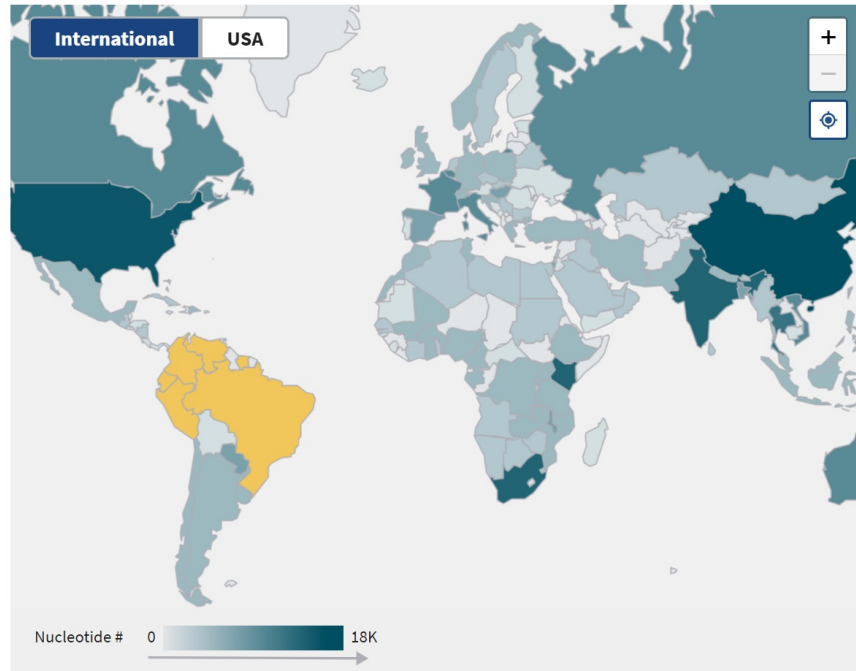 International USA
+
−
Nucleotide # 0 18K